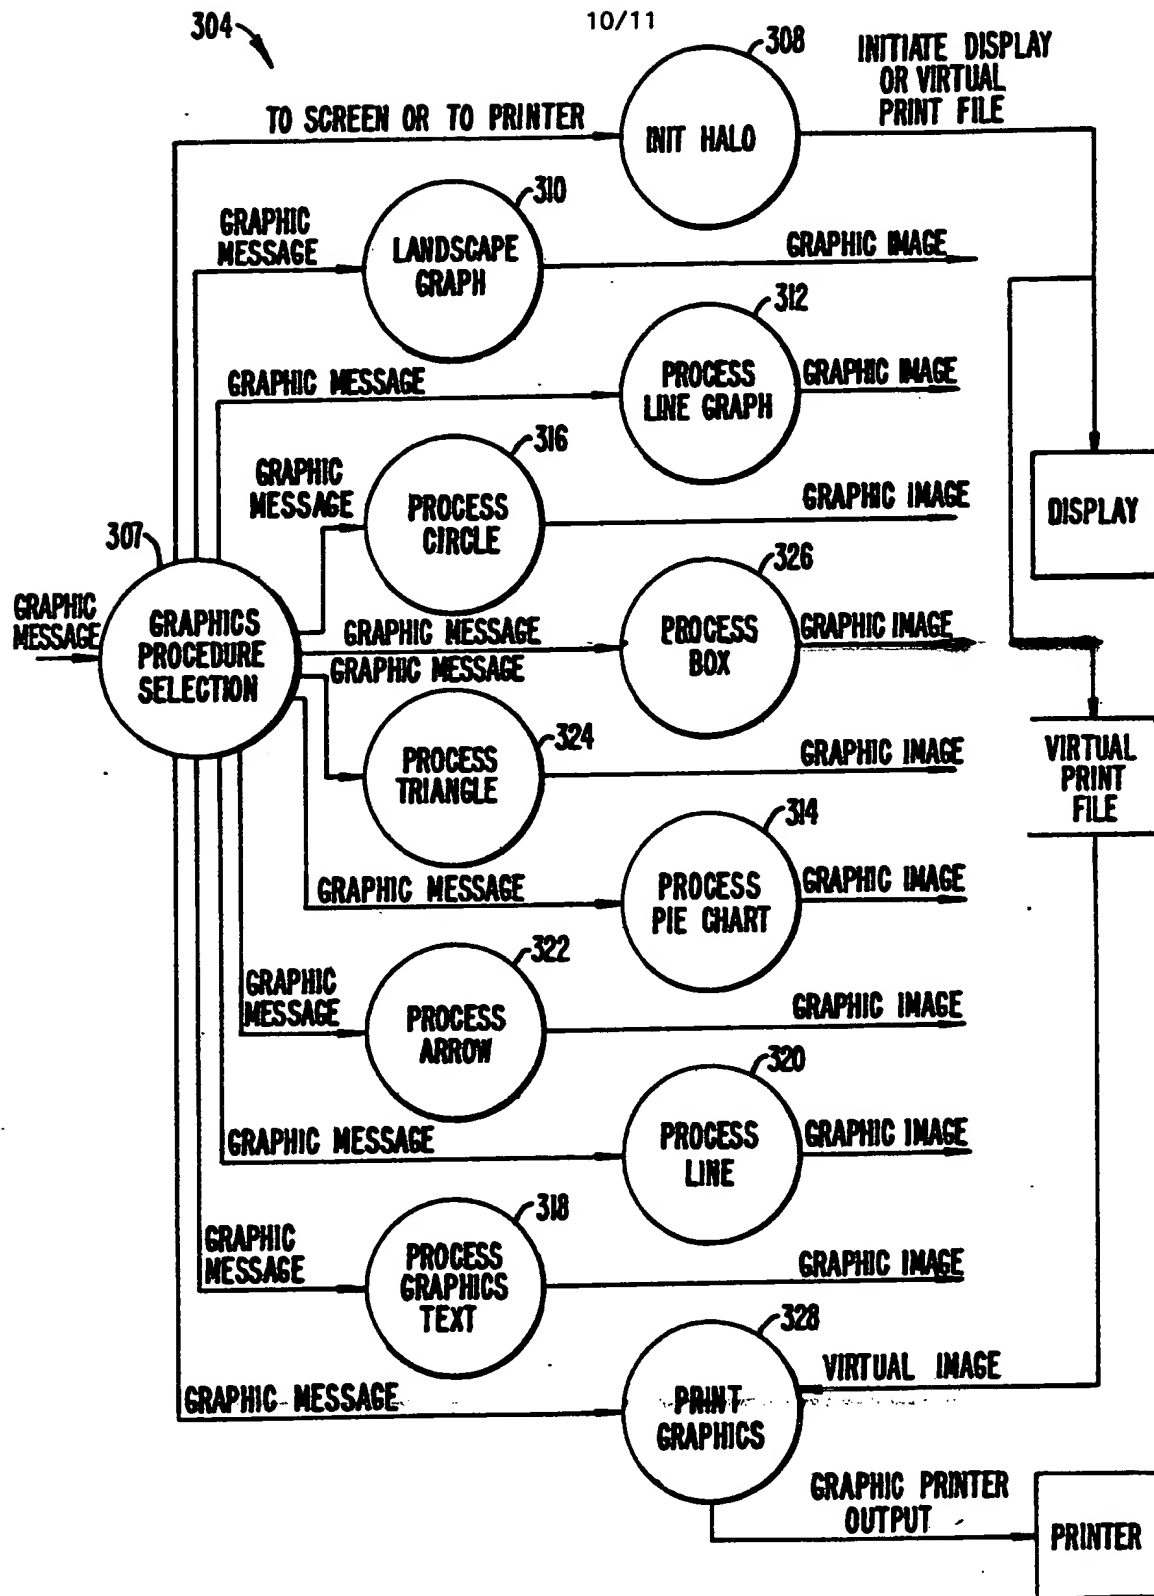 304
10/11
308
INITIATE DISPLAY
OR VIRTUAL
PRINT FILE
TO SCREEN OR TO PRINTER
INIT HALO
310
GRAPHIC
MESSAGE
LANDSCAPE
GRAPH
GRAPHIC IMAGE
312
GRAPHIC MESSAGE
PROCESS
LINE GRAPH
GRAPHIC IMAGE
316
GRAPHIC
MESSAGE
PROCESS
CIRCLE
GRAPHIC IMAGE
DISPLAY
307
326
GRAPHIC
MESSAGE
GRAPHICS
PROCEDURE
SELECTION
GRAPHIC MESSAGE
PROCESS
BOX
GRAPHIC IMAGE
GRAPHIC MESSAGE
324
PROCESS
TRIANGLE
GRAPHIC IMAGE
VIRTUAL
PRINT
FILE
314
GRAPHIC MESSAGE
PROCESS
PIE CHART
GRAPHIC IMAGE
322
GRAPHIC
MESSAGE
PROCESS
ARROW
GRAPHIC IMAGE
320
GRAPHIC MESSAGE
PROCESS
LINE
GRAPHIC IMAGE
318
GRAPHIC
MESSAGE
PROCESS
GRAPHICS
TEXT
GRAPHIC IMAGE
328
VIRTUAL IMAGE
GRAPHIC MESSAGE
PRINT
GRAPHICS
GRAPHIC PRINTER
OUTPUT
PRINTER